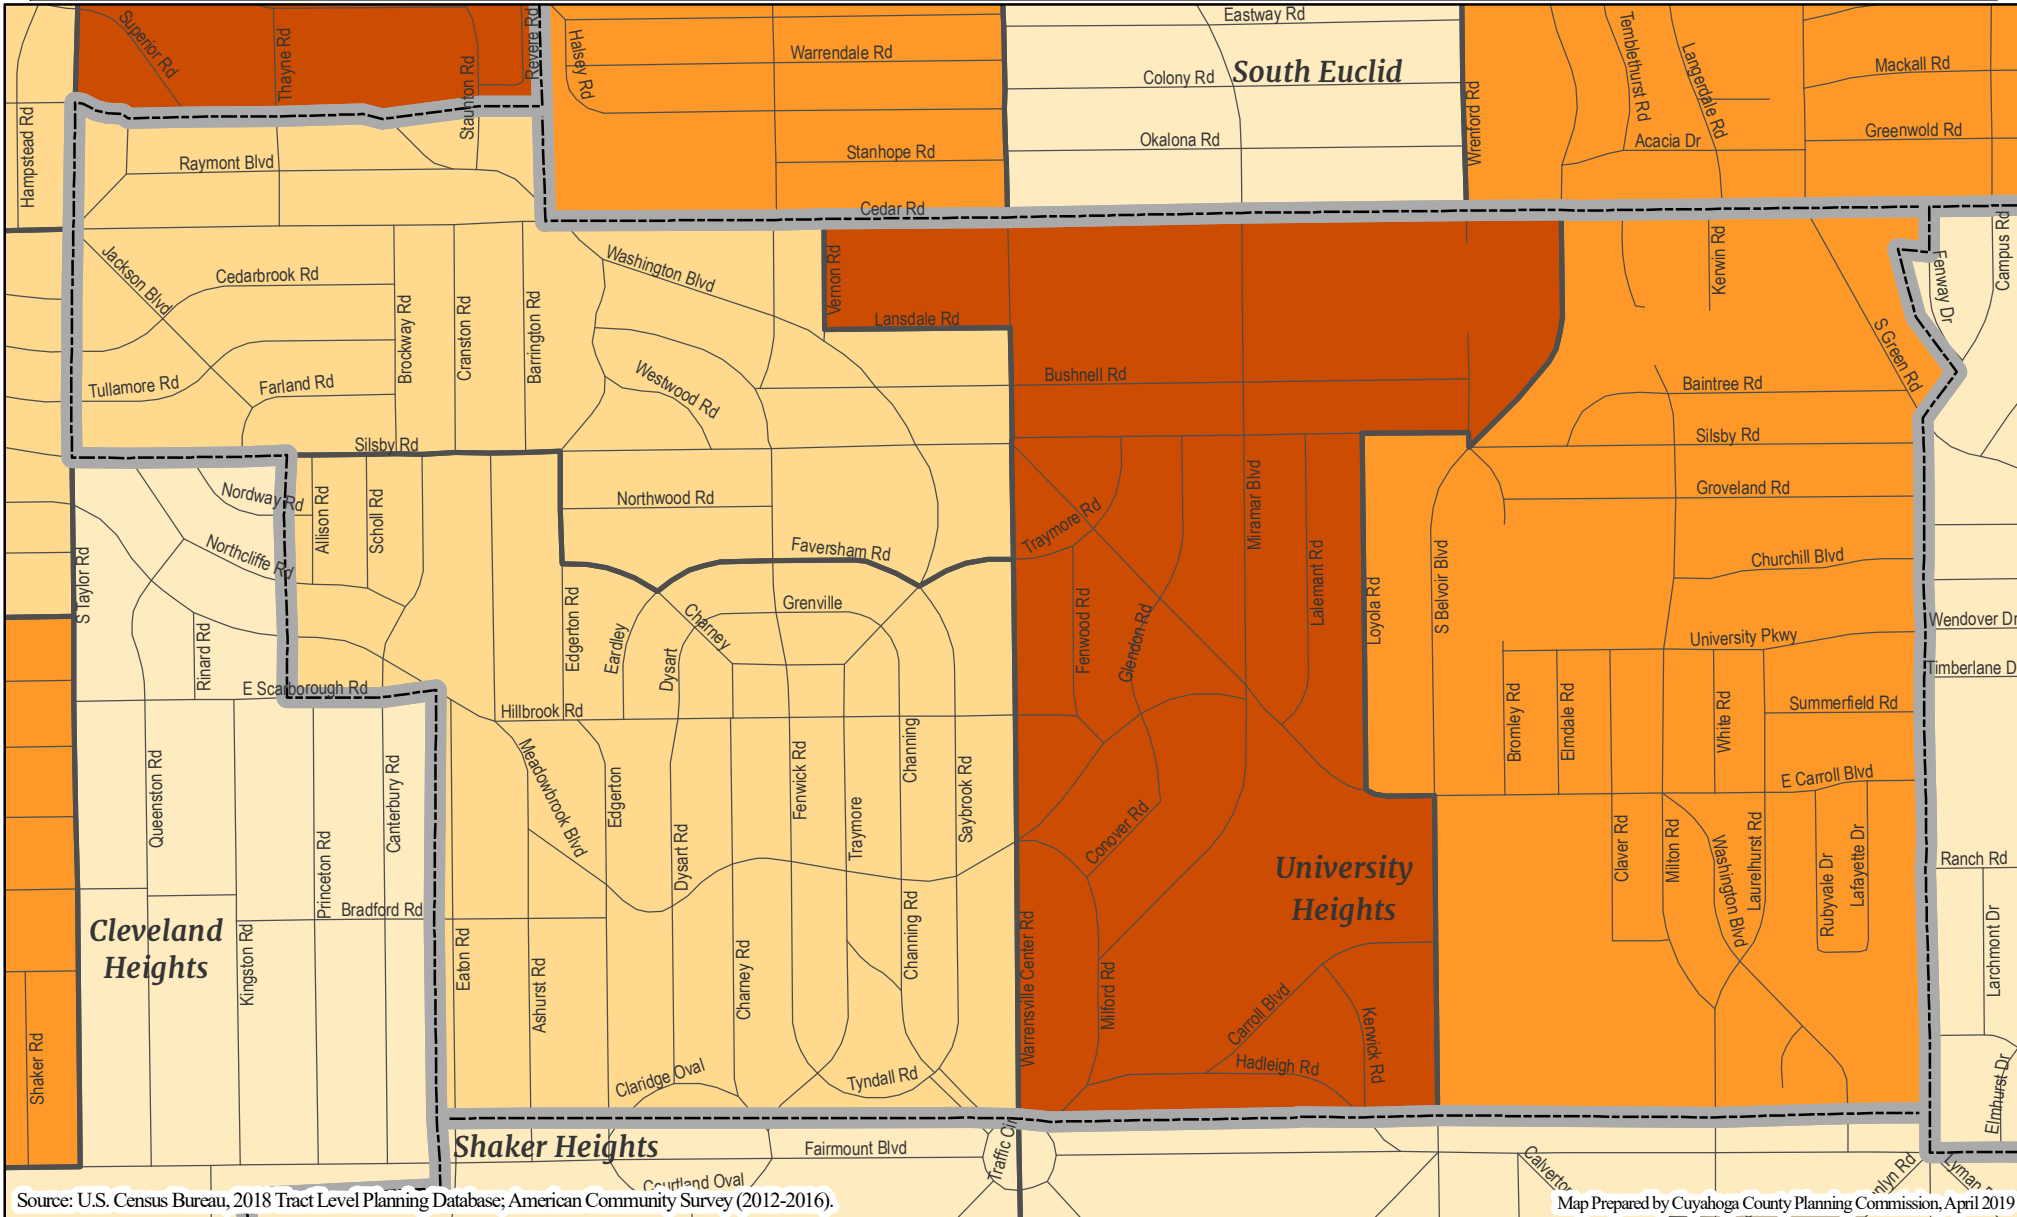 Superior Rd
Thayne Rd
Staunton Rd
Revere Rd
Halsey Rd
Warrendale Rd
Eastway Rd
Colony Rd
South Euclid
Okalona Rd
Stanhope Rd
Wrenford Rd
Templehurst Rd
Langerdale Rd
Mackall Rd
Greenwold Rd
Acacia Dr
Hampstead Rd
Raymont Blvd
Cedar Rd
Jackson Blvd
Cedarbrook Rd
Washington Blvd
Vernon Rd
Lansdale Rd
Kerwin Rd
Fenway Dr
Campus Rd
S Green Rd
Brockway Rd
Cranston Rd
Barrington Rd
Tullamore Rd
Farland Rd
Westwood Rd
Bushnell Rd
Baintree Rd
Silsby Rd
Silsby Rd
Nordway Rd
Allison Rd
Scholl Rd
Northwood Rd
Miramar Blvd
Groveland Rd
Northcliffe Rd
Faversham Rd
Traymore Rd
S Taylor Rd
Lalemant Rd
Loyola Rd
S Belvoir Blvd
Churchill Blvd
Rinard Rd
Edgerton Rd
Eardley
Dysart
Charney
Grenville
Fenwood Rd
Glendon Rd
University Pkwy
Wendover Dr
Timberlane D
E Scarborough Rd
Hillbrook Rd
Bromley Rd
Elmdale Rd
White Rd
Summerfield Rd
Queenston Rd
Canterbury Rd
Meadowbrook Blvd
Edgerton
Fenwick Rd
Channing
Saybrook Rd
E Carroll Blvd
Princeton Rd
Dysart Rd
Traymore
Conover Rd
University
Heights
Claver Rd
Milton Rd
Washington Blvd
Laurelhurst Rd
Rubyvale Dr
Lafayette Dr
Ranch Rd
Cleveland
Heights
Bradford Rd
Kingston Rd
Eaton Rd
Ashurst Rd
Charney Rd
Channing Rd
Warrensville Center Rd
Milford Rd
Carroll Blvd
Kerwick Rd
Larchmont Dr
Shaker Rd
Claridge Oval
Tyndall Rd
Hadleigh Rd
Elmhurst Dr
Shaker Heights
Fairmount Blvd
Traffic Cir
Courtland Oval
Lyman
Source: U.S. Census Bureau, 2018 Tract Level Planning Database; American Community Survey (2012-2016).
Map Prepared by Cuyahoga County Planning Commission, April 2019